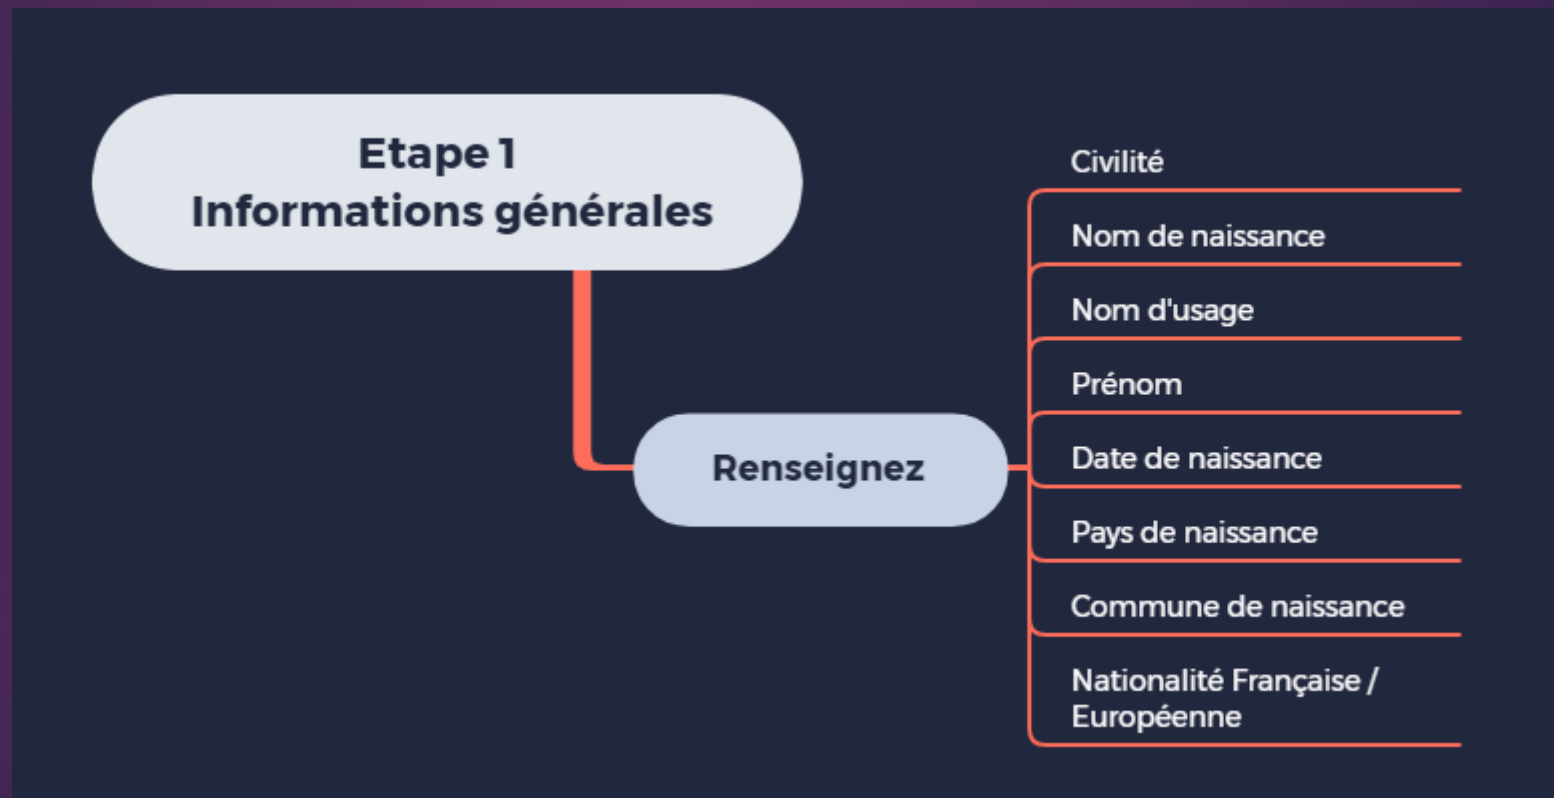 Etape 1
Informations générales
Renseignez
Civilité
Nom de naissance
Nom d'usage
Prénom
Date de naissance
Pays de naissance
Commune de naissance
Nationalité Française /
Européenne